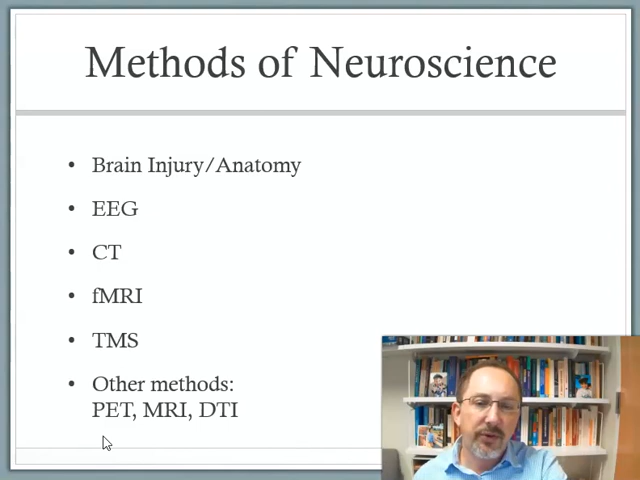 Methods of Neuroscience
• Brain Injury/Anatomy
• EEG
• CT
• fMRI
• TMS
• Other methods:
PET, MRI, DTI